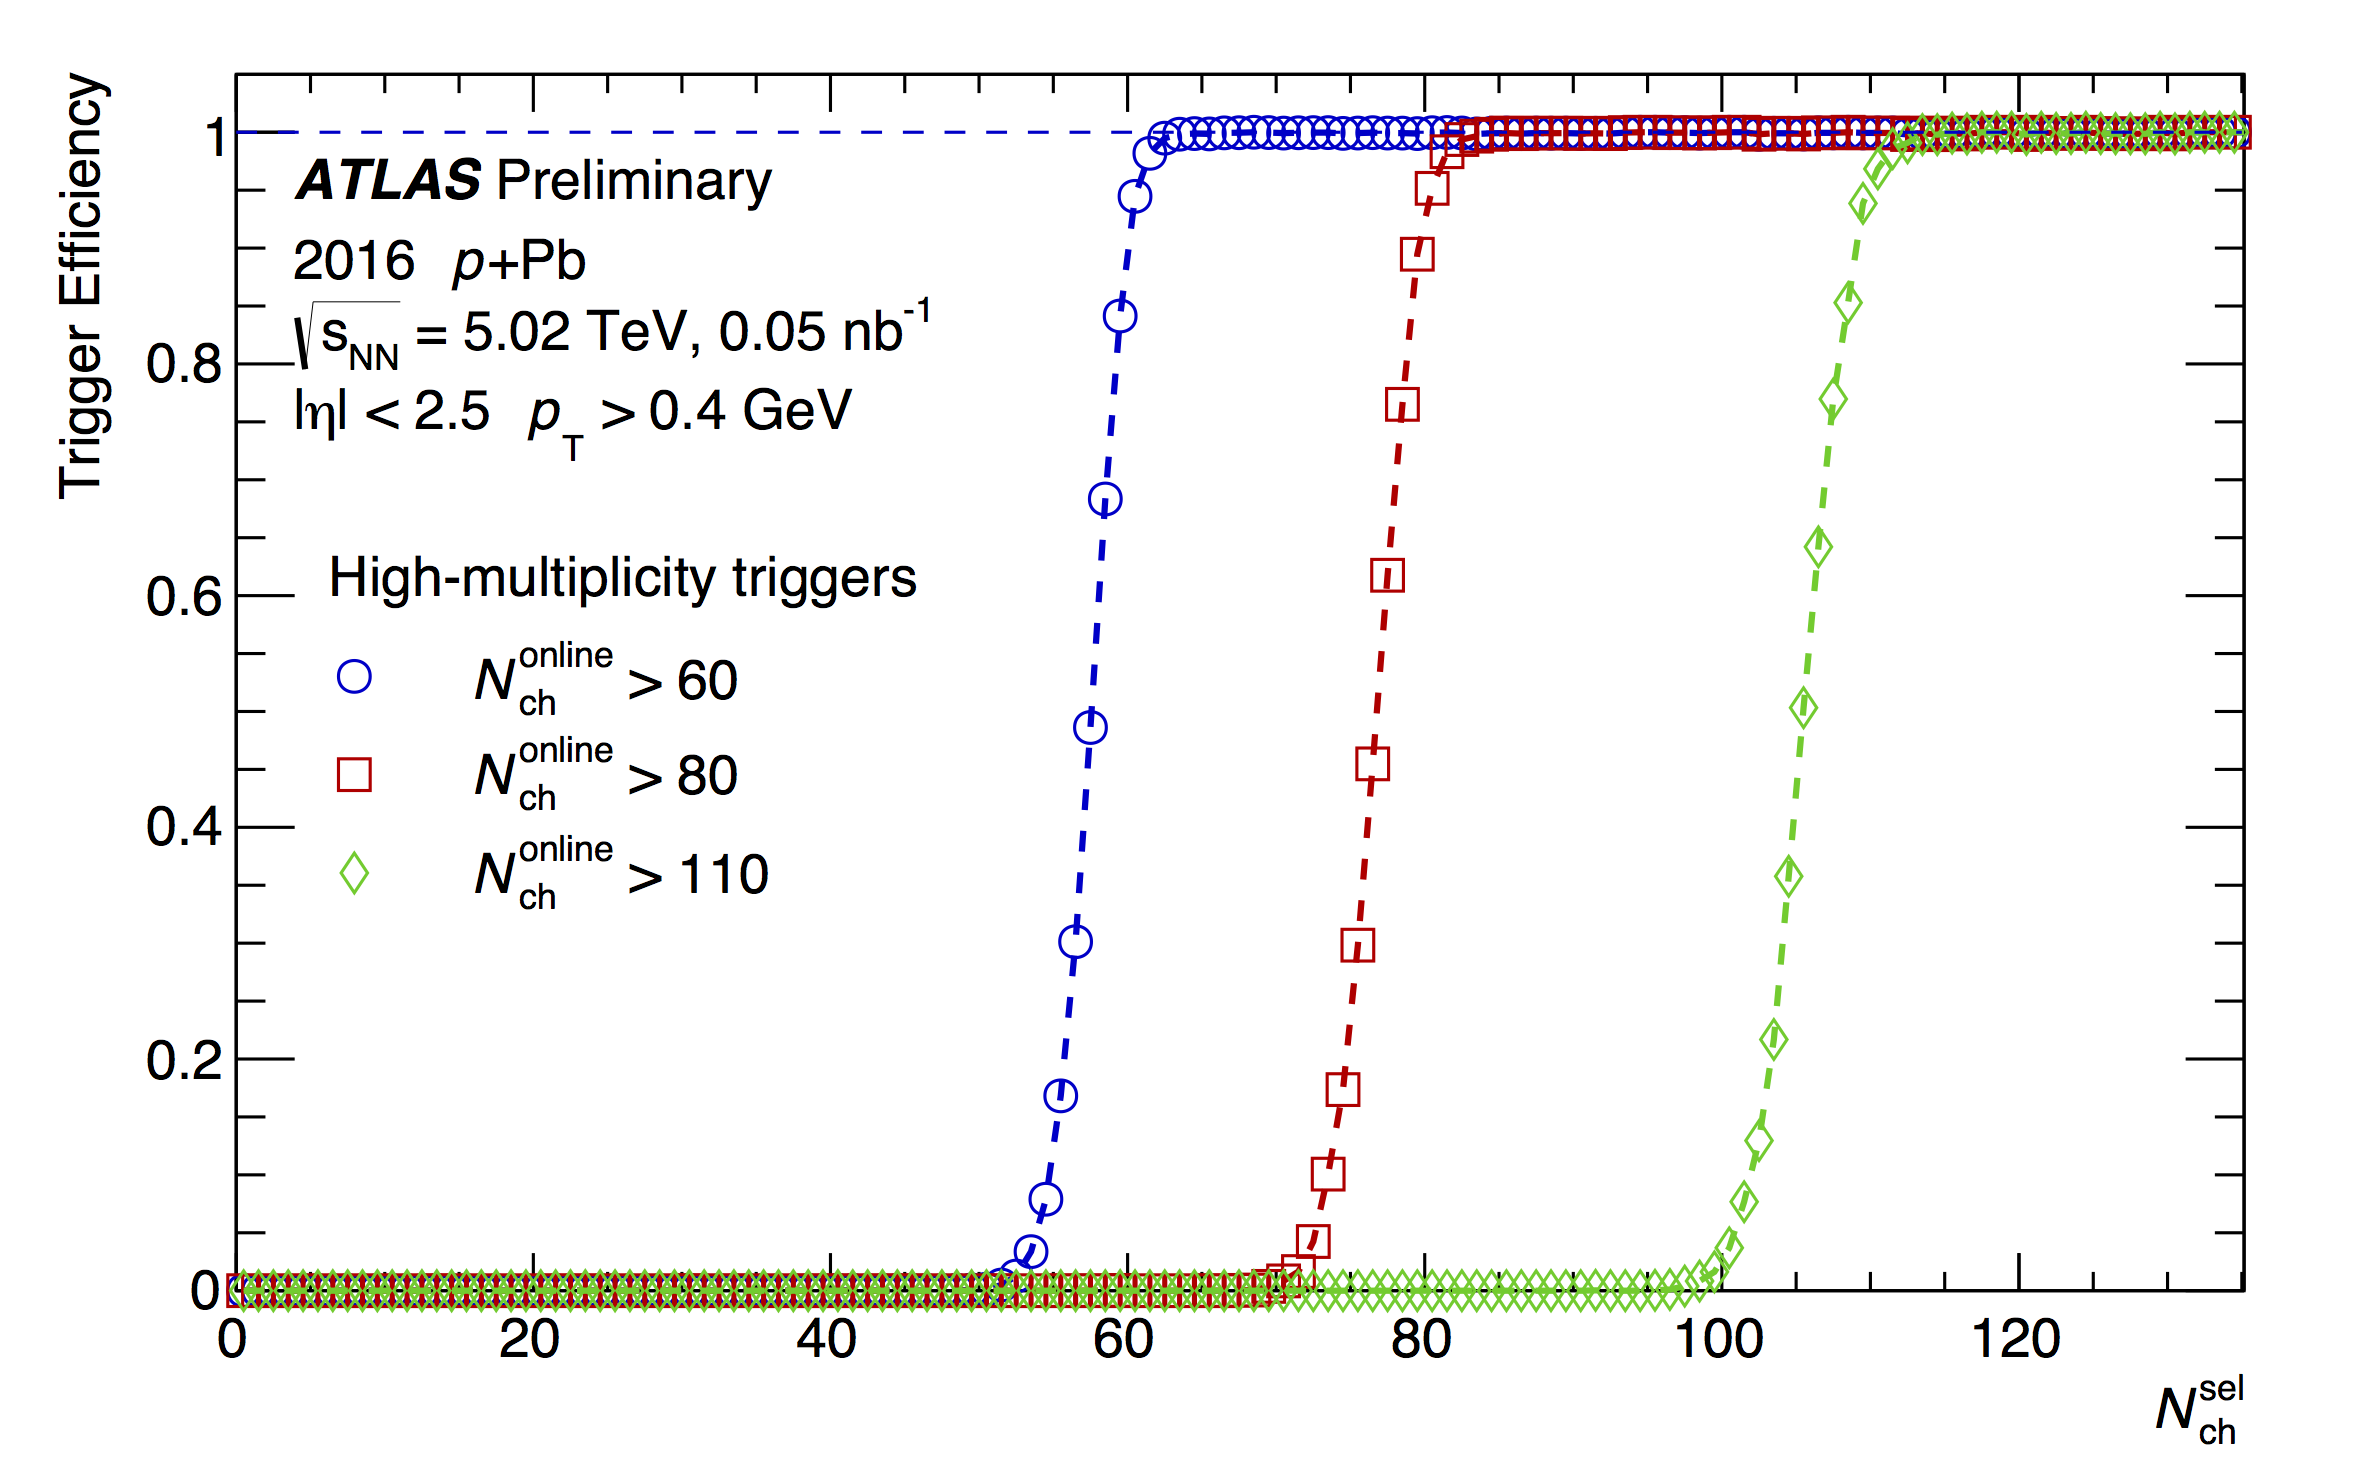 Trigger Efficiency
1
0.8
0.6
0.4
0.2
0
ATLAS Preliminary
2016 p+Pb
√sNN = 5.02 TeV, 0.05 nb-1
|η| < 2.5 pT > 0.4 GeV
High-multiplicity triggers
Nchonline > 60
Nchonline > 80
Nchonline > 110
0 20 40 60 80 100 120
Nchsel